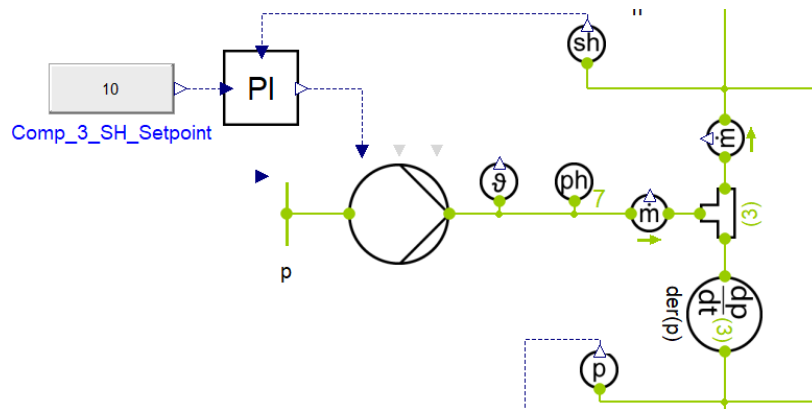 sh
10
PI
Comp_3_SH_Setpoint
ṁ
ϑ
ph
7
ṁ
(3)
p
der(p)
dp
dt
(3)
p